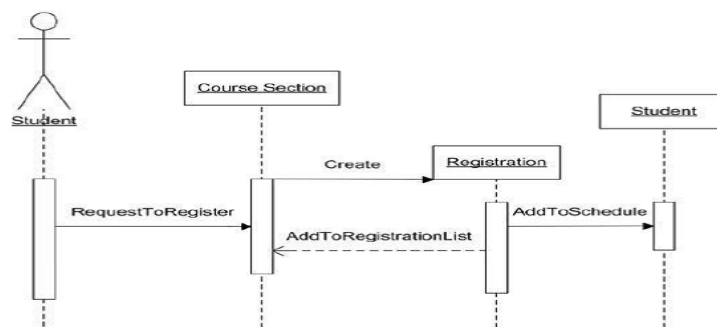 Course Section
Student
Student
Create
Registration
RequestToRegister
AddToSchedule
AddToRegistrationList